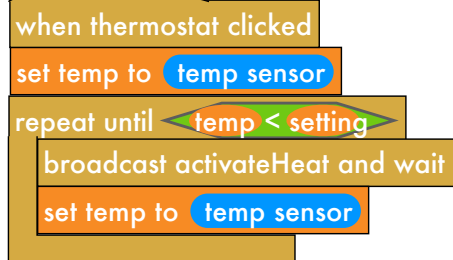 when thermostat clicked
set temp to temp sensor
repeat until temp < setting
broadcast activateHeat and wait
set temp to temp sensor